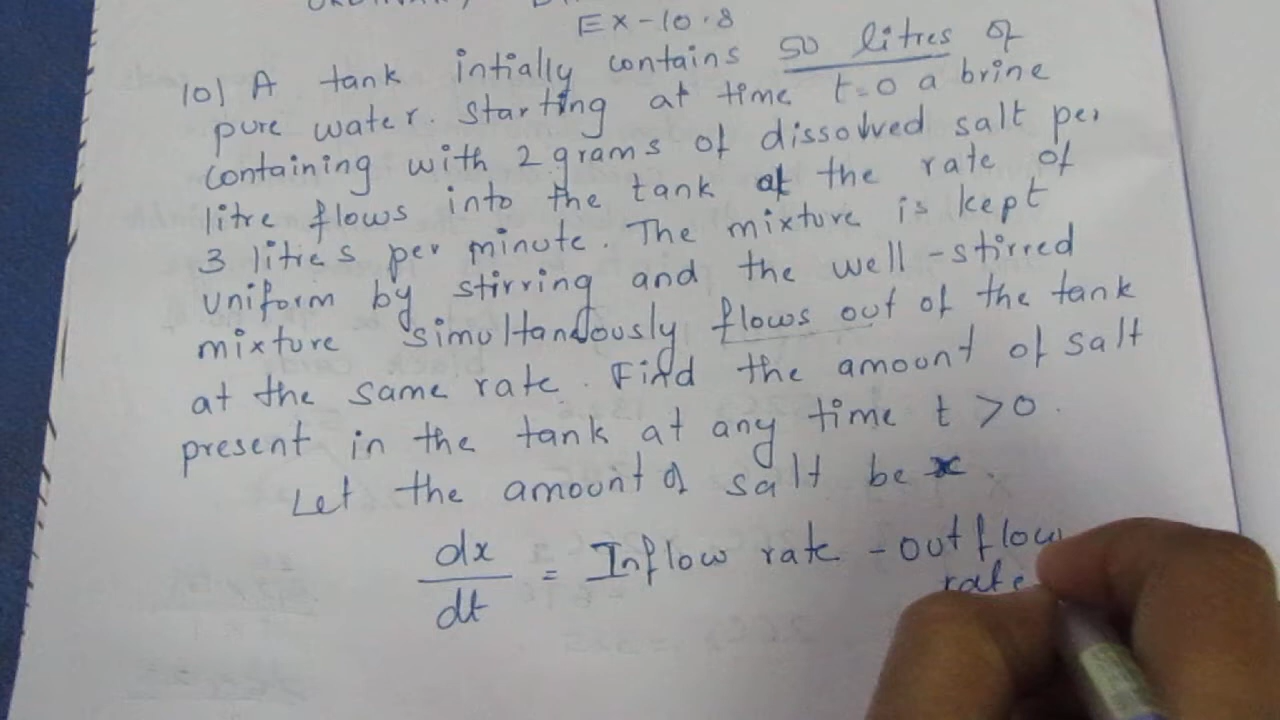 Ex-10.8
10) A tank intially contains 50 litres of
pure water. Starting at time t=0 a brine
containing with 2 grams of dissolved salt per
litre flows into the tank at the rate of
3 litres per minute. The mixture is kept
uniform by stirring and the well-stirred
mixture simultaneously flows out of the tank
at the same rate. Find the amount of salt
present in the tank at any time t > 0.
Let the amount of salt be x.
dx/dt = Inflow rate - outflow
rate